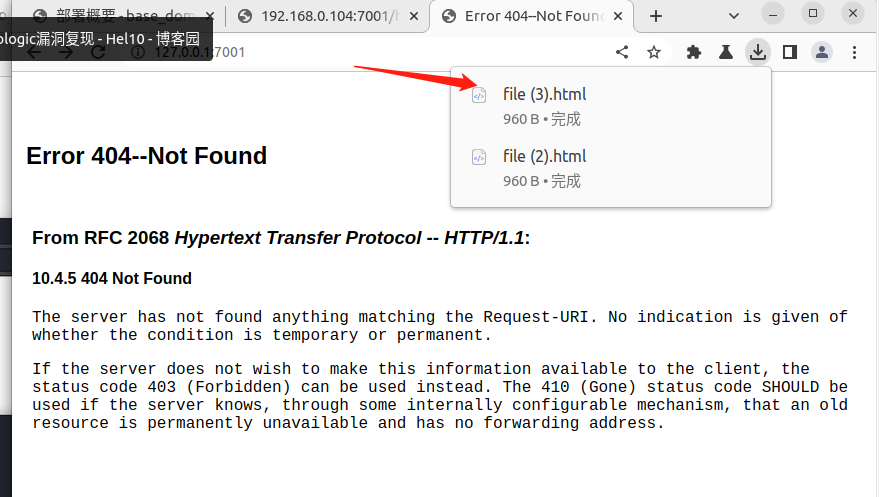 部署概要 - base_dom
192.168.0.104:7001/h
Error 404--Not Foun
ologic漏洞复现 - Hel10 - 博客园
127.0.0.1:7001
file (3).html
960 B • 完成
file (2).html
960 B • 完成
Error 404--Not Found
From RFC 2068 Hypertext Transfer Protocol -- HTTP/1.1:
10.4.5 404 Not Found
The server has not found anything matching the Request-URI. No indication is given of
whether the condition is temporary or permanent.
If the server does not wish to make this information available to the client, the
status code 403 (Forbidden) can be used instead. The 410 (Gone) status code SHOULD be
used if the server knows, through some internally configurable mechanism, that an old
resource is permanently unavailable and has no forwarding address.